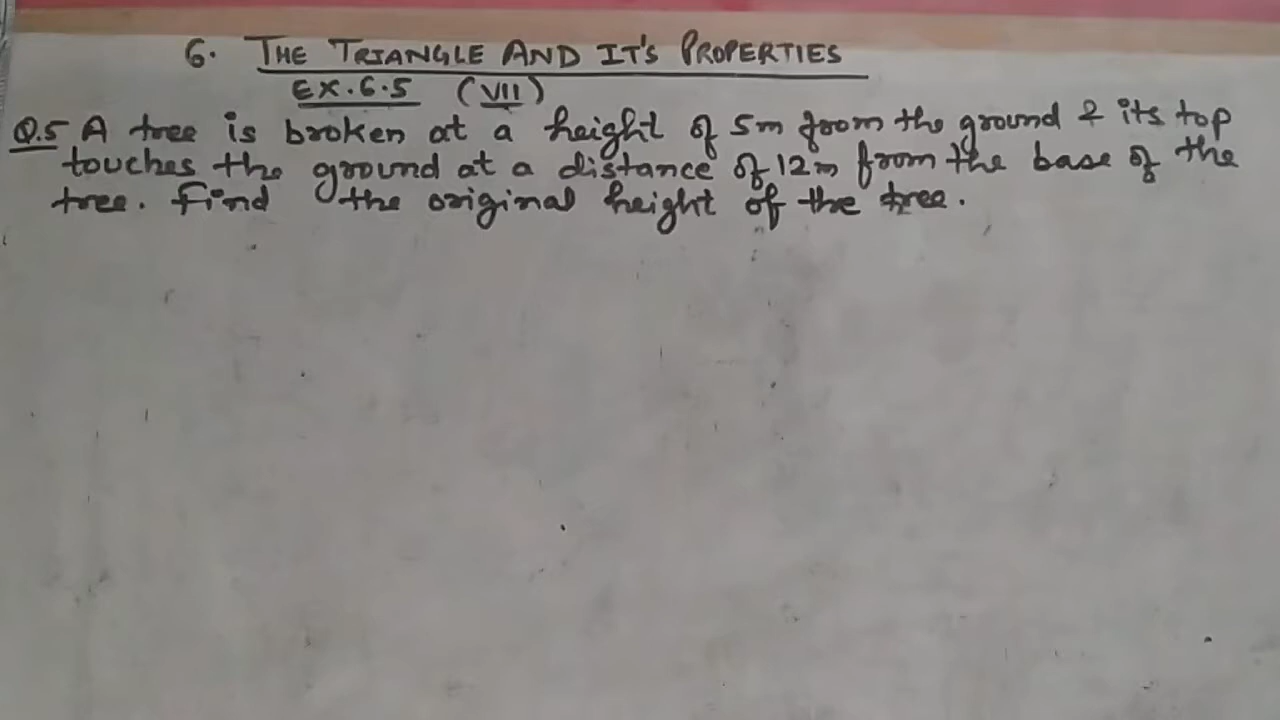 6. THE TRIANGLE AND IT'S PROPERTIES
EX.6.5 (VII)
Q.5 A tree is broken at a height of 5m from the ground & its top
touches the ground at a distance of 12m from the base of the
tree. Find the original height of the tree.